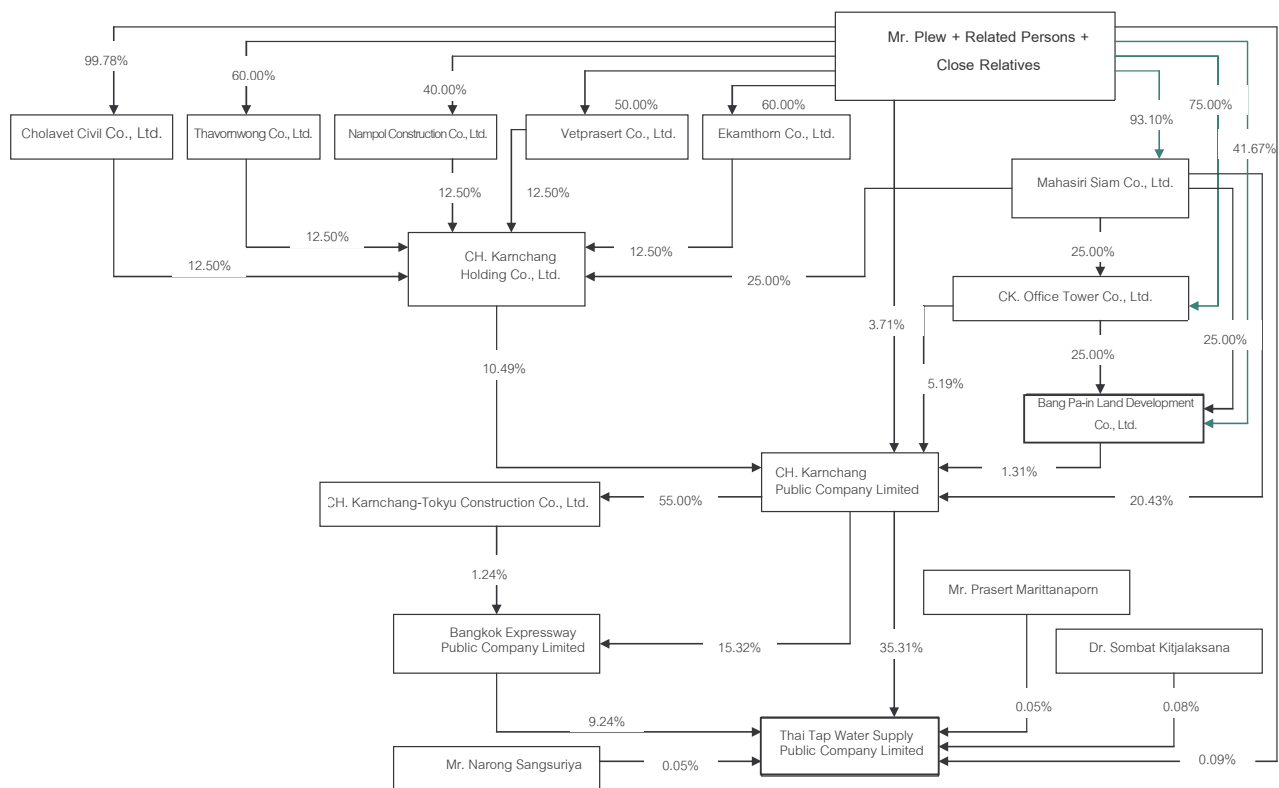 Mr. Plew + Related Persons +
Close Relatives
99.78%
60.00%
40.00%
50.00%
60.00%
75.00%
93.10%
41.67%
Cholavet Civil Co., Ltd.
Thavornwong Co., Ltd.
Nampol Construction Co., Ltd.
Vetprasert Co., Ltd.
Ekamthorn Co., Ltd.
Mahasiri Siam Co., Ltd.
12.50%
12.50%
12.50%
12.50%
12.50%
CH. Karnchang
Holding Co., Ltd.
25.00%
25.00%
CK. Office Tower Co., Ltd.
3.71%
25.00%
25.00%
10.49%
5.19%
Bang Pa-in Land Development
Co., Ltd.
CH. Karnchang
Public Company Limited
1.31%
20.43%
55.00%
CH. Karnchang-Tokyu Construction Co., Ltd.
1.24%
Mr. Prasert Marittanaporn
Bangkok Expressway
Public Company Limited
15.32%
35.31%
Dr. Sombat Kitjalaksana
0.05%
0.08%
9.24%
Thai Tap Water Supply
Public Company Limited
Mr. Narong Sangsuriya
0.05%
0.09%